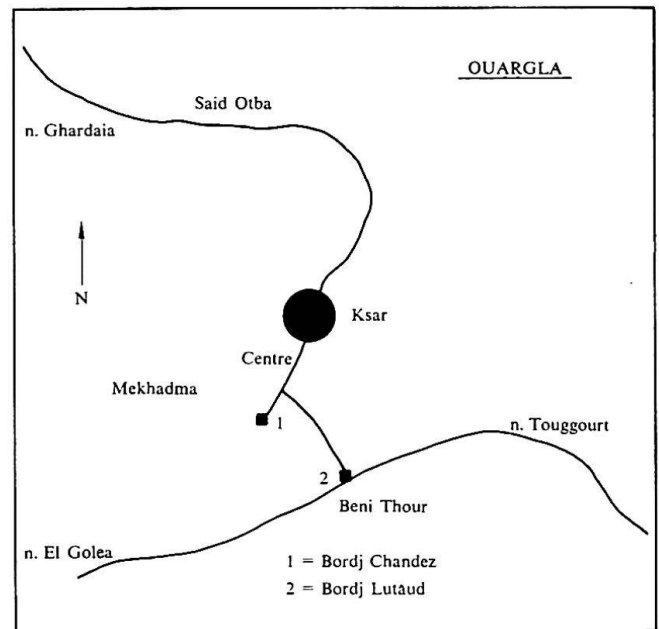 OUARGLA
Said Otba
n. Ghardaia
N
Ksar
Centre
Mekhadma
1
n. Touggourt
2
Beni Thour
n. El Golea
1 = Bordj Chandez
2 = Bordj Lutaud